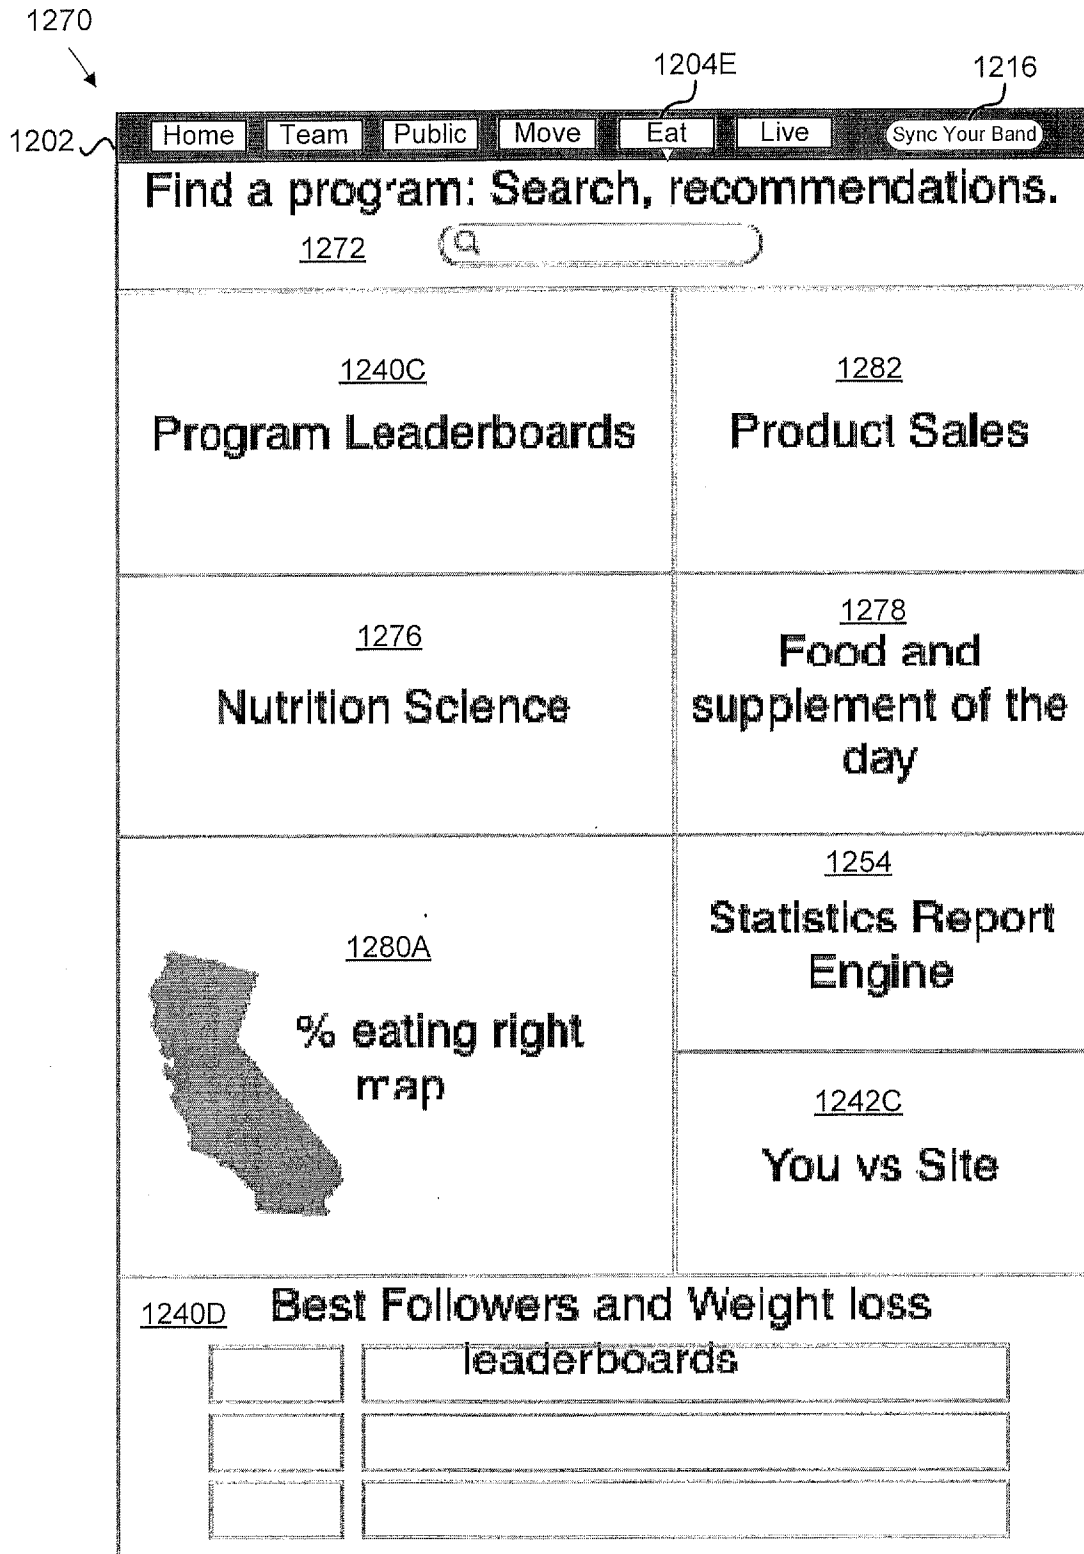 1270
1204E
1216
1202
Home Team Public Move Eat Live Sync Your Band
Find a program: Search, recommendations.
1272
1240C
Program Leaderboards
1282
Product Sales
1276
Nutrition Science
1278
Food and
supplement of the
day
1280A
% eating right
map
1254
Statistics Report
Engine
1242C
You vs Site
1240D
Best Followers and Weight loss
leaderboards